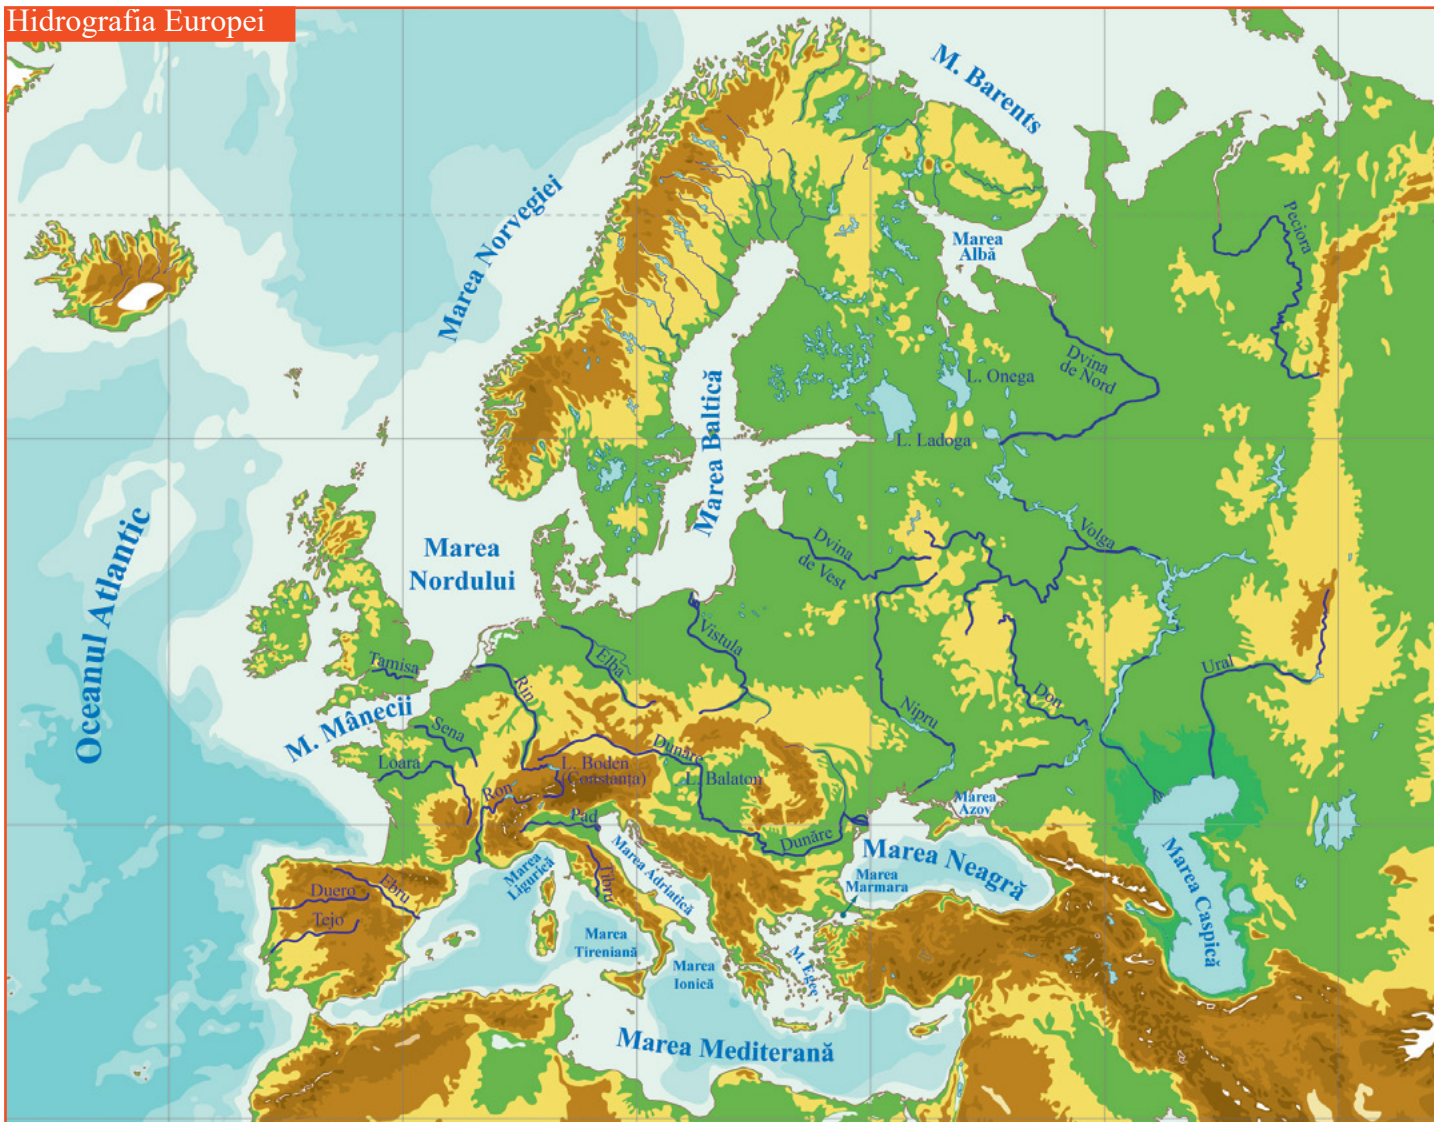 Hidrografia Europei
M. Barents
Marea Norvegiei
Peciora
Marea
Albă
L. Onega
Dvina
de Nord
Marea Baltică
L. Ladoga
Oceanul Atlantic
Marea
Nordului
Dvina
de Vest
Volga
Vistula
Elba
Tamisa
Rin
Ural
M. Mânecii
Sena
Don
Nipru
Loara
Dunăre
L. Boden
(Constanța)
L. Balaton
Ron
Pad
Marea
Azov
Dunăre
Marea Neagră
Marea
Ligurică
Marea Adriatică
Marea
Marmara
Marea Caspică
Ebru
Duero
Tibru
Tejo
Marea
Tireniană
Marea
Ionică
M. Egee
Marea Mediterană